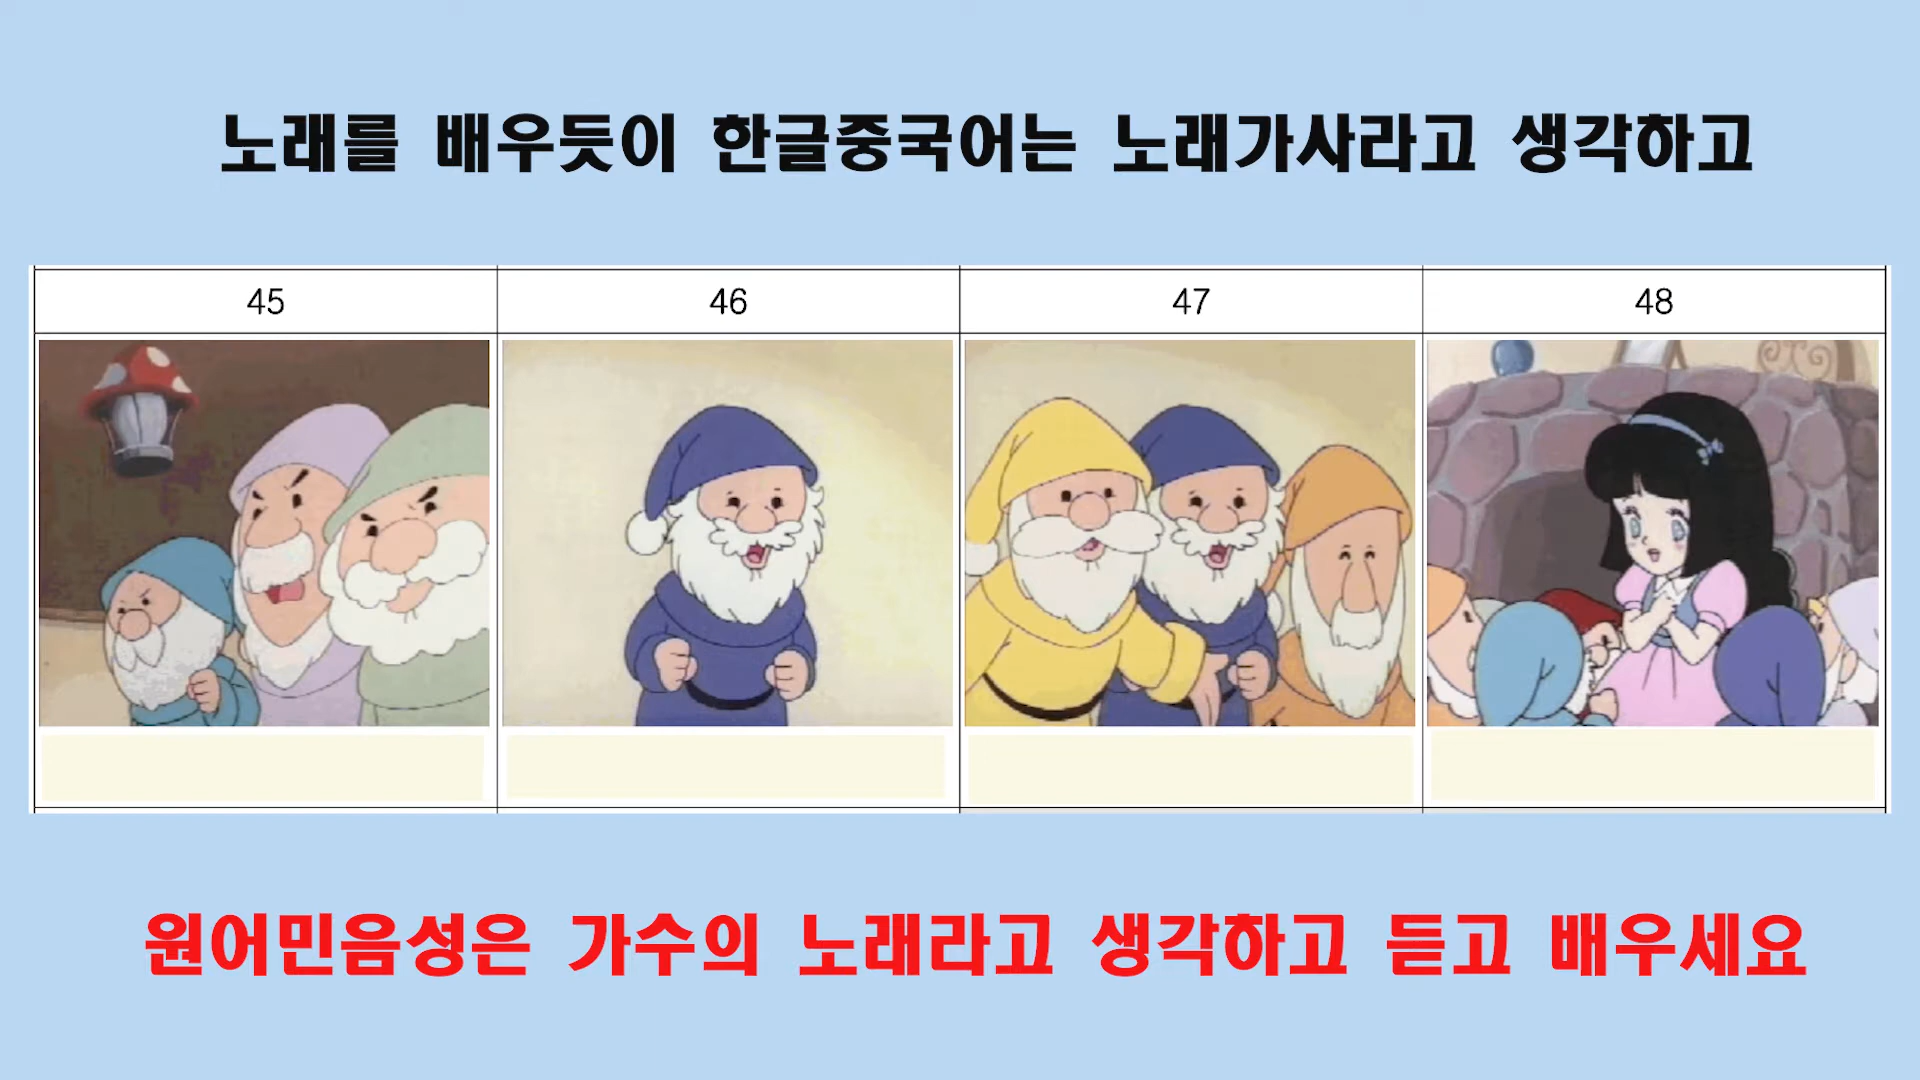 노래를 배우듯이 한글중국어는 노래가사라고 생각하고
45 46 47 48
원어민음성은 가수의 노래라고 생각하고 듣고 배우세요